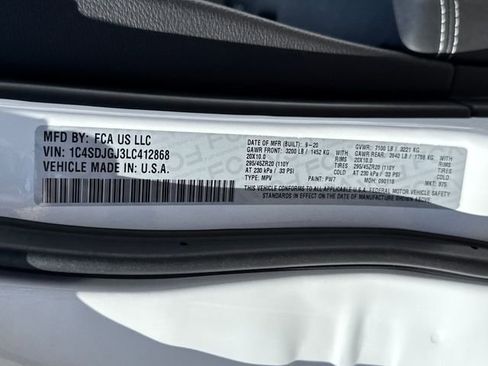 MFD BY: FCA US LLC
VIN: 1C4SDJGJ3LC412868
VEHICLE MADE IN: U.S.A.
DATE OF MFR (BUILT): 9-20 GVWR: 7100 LB / 3221 KG
GAWR FRONT: 3200 LB / 1452 KG GAWR REAR: 3940 LB / 1788 KG
20X10.0 RIMS 20X10.0 RIMS
295/45ZR20 (110Y TIRES 295/45ZR20 (110Y TIRES
AT 230 kPa / 33 PSI COLD AT 230 kPa / 33 PSI COLD
TYPE: MPV PAINT: PW7 MDH: 090118 MKT: 975
THIS VEHICLE CONFORMS TO ALL APPLICABLE U.S.A. FEDERAL MOTOR VEHICLE SAFETY
STANDARDS IN EFFECT ON THE DATE OF MANUFACTURE SHOWN ABOVE.